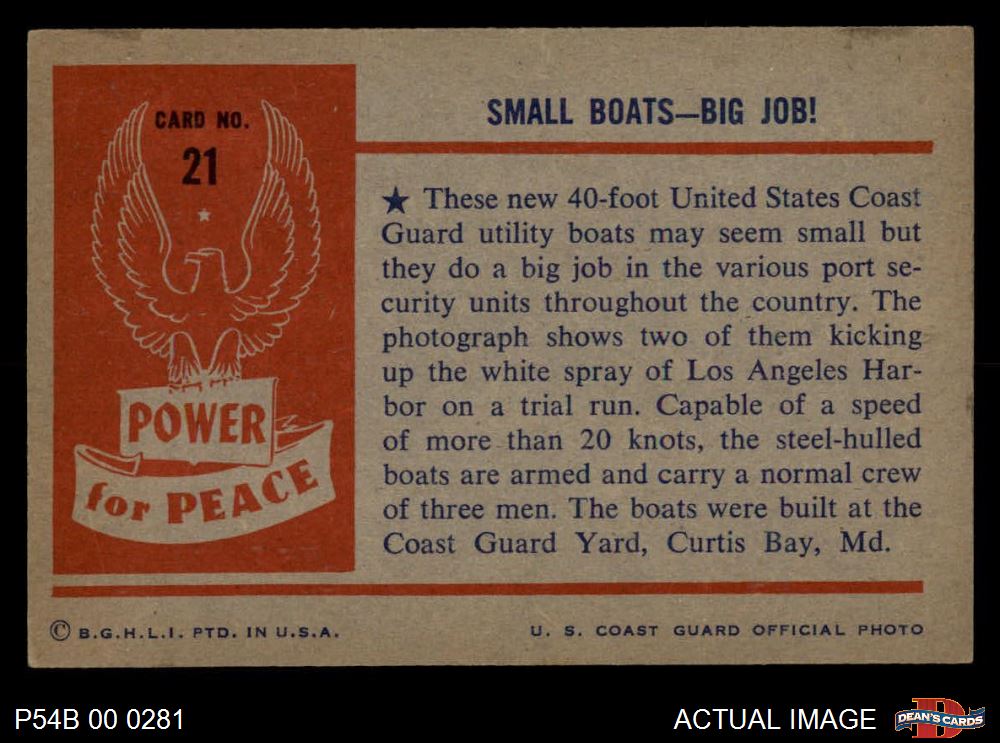 CARD NO.
21
POWER
for PEACE
SMALL BOATS—BIG JOB!
★ These new 40-foot United States Coast
Guard utility boats may seem small but
they do a big job in the various port se-
curity units throughout the country. The
photograph shows two of them kicking
up the white spray of Los Angeles Har-
bor on a trial run. Capable of a speed
of more than 20 knots, the steel-hulled
boats are armed and carry a normal crew
of three men. The boats were built at the
Coast Guard Yard, Curtis Bay, Md.
© B.G.H.L.I. PTD. IN U.S.A.
U. S. COAST GUARD OFFICIAL PHOTO
P54B 00 0281
ACTUAL IMAGE
D
DEAN'S CARDS